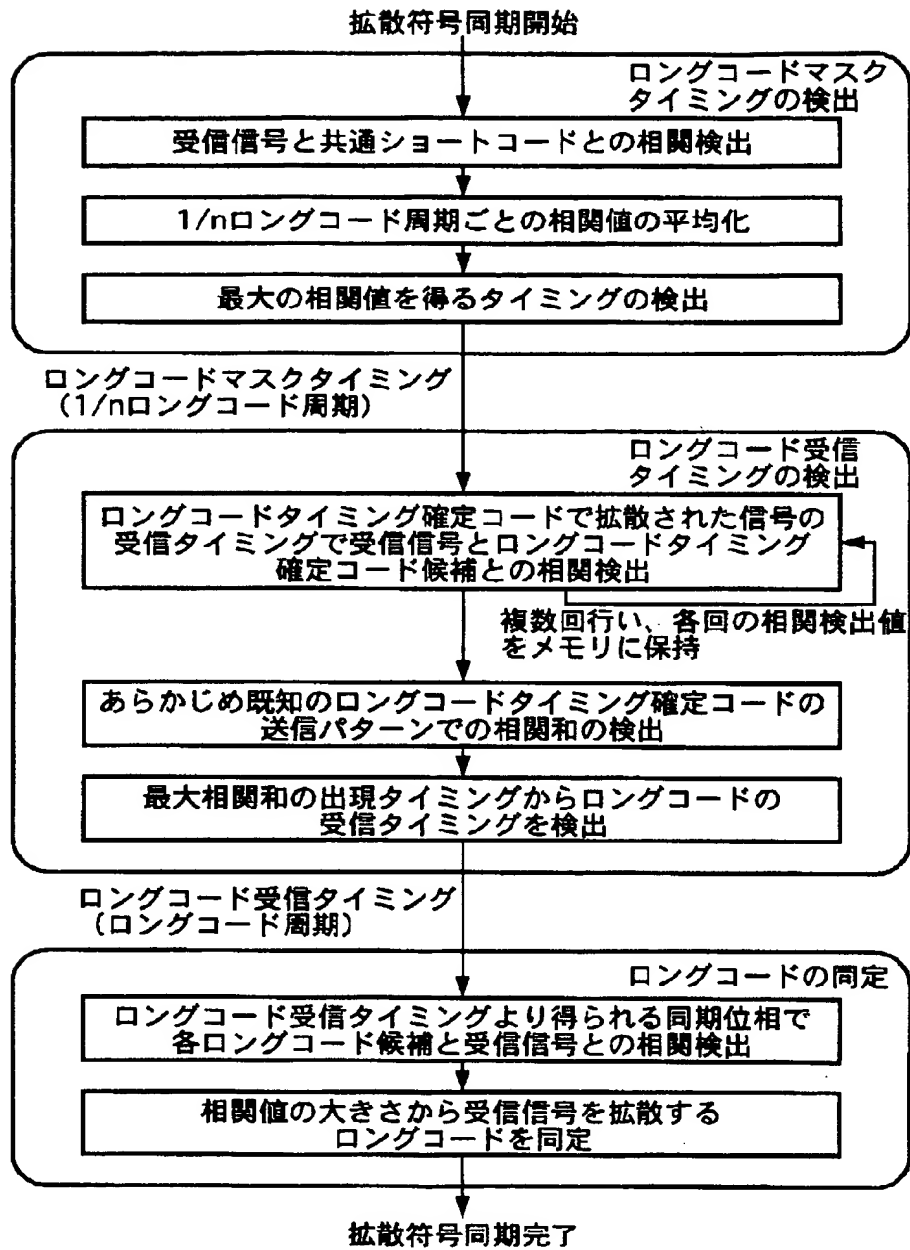 拡散符号同期開始
ロングコードマスク
タイミングの検出
受信信号と共通ショートコードとの相関検出
1/nロングコード周期ごとの相関値の平均化
最大の相関値を得るタイミングの検出
ロングコードマスクタイミング
（1/nロングコード周期）
ロングコード受信
タイミングの検出
ロングコードタイミング確定コードで拡散された信号の
受信タイミングで受信信号とロングコードタイミング
確定コード候補との相関検出
複数回行い、各回の相関検出値
をメモリに保持
あらかじめ既知のロングコードタイミング確定コードの
送信パターンでの相関和の検出
最大相関和の出現タイミングからロングコードの
受信タイミングを検出
ロングコード受信タイミング
（ロングコード周期）
ロングコードの同定
ロングコード受信タイミングより得られる同期位相で
各ロングコード候補と受信信号との相関検出
相関値の大きさから受信信号を拡散する
ロングコードを同定
拡散符号同期完了